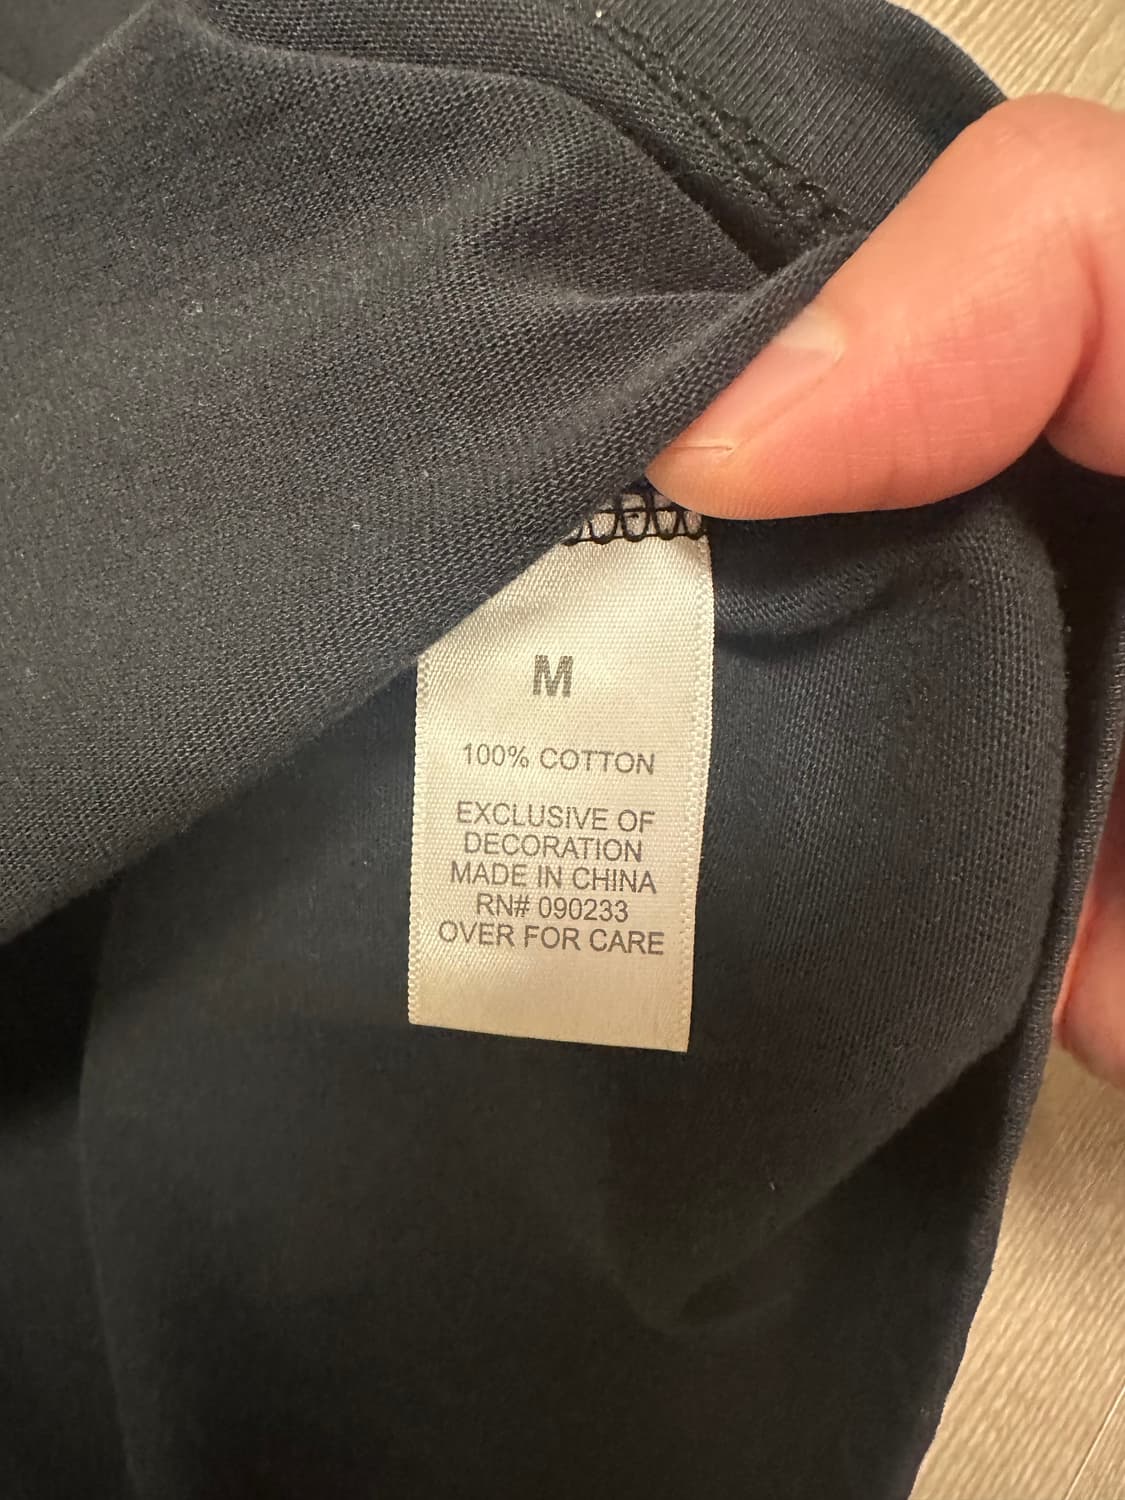 M
100% COTTON
EXCLUSIVE OF
DECORATION
MADE IN CHINA
RN# 090233
OVER FOR CARE